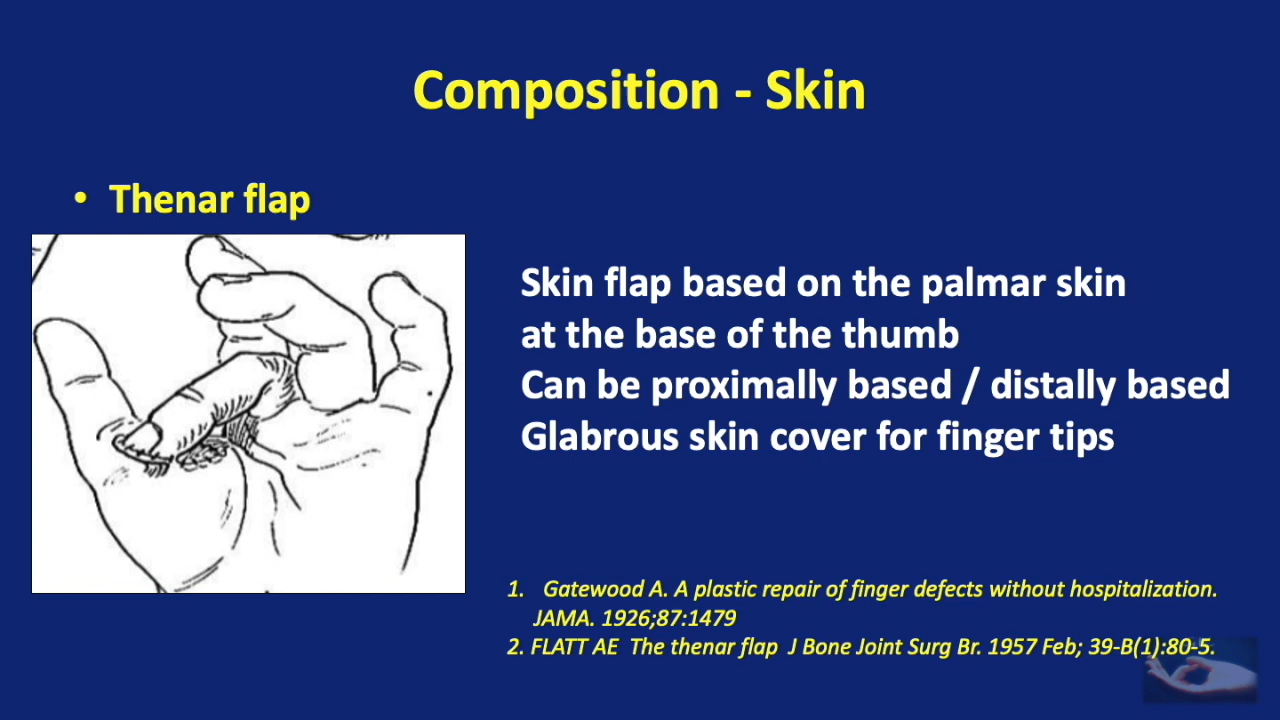 Composition - Skin
• Thenar flap
Skin flap based on the palmar skin
at the base of the thumb
Can be proximally based / distally based
Glabrous skin cover for finger tips
1. Gatewood A. A plastic repair of finger defects without hospitalization.
JAMA. 1926;87:1479
2. FLATT AE The thenar flap J Bone Joint Surg Br. 1957 Feb; 39-B(1):80-5.